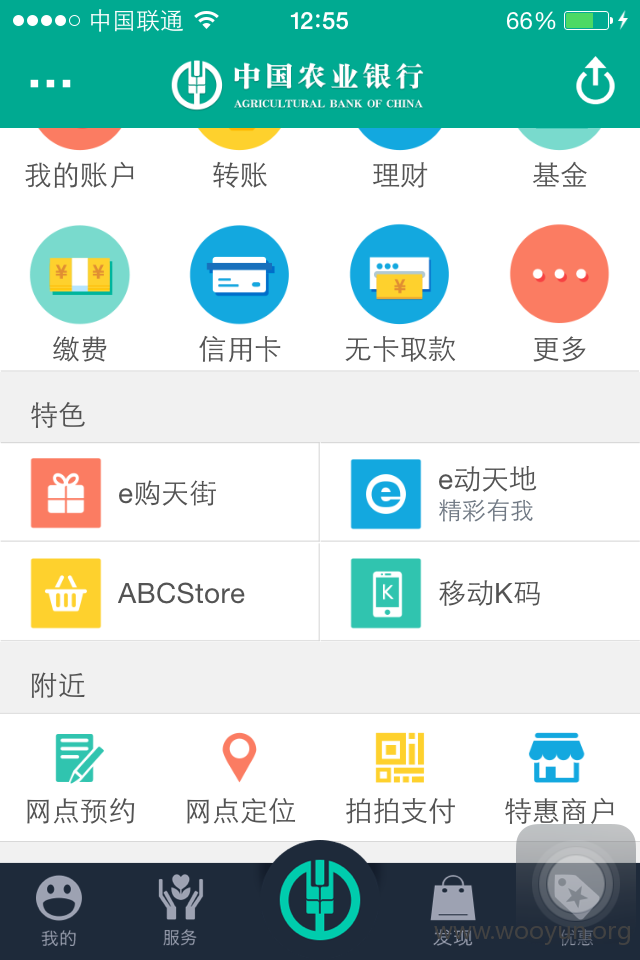 中国联通 12:55 66%
中国农业银行
AGRICULTURAL BANK OF CHINA
我的账户 转账 理财 基金
¥ ¥ ¥
缴费 信用卡 无卡取款 更多
特色
e购天街 e动天地
精彩有我
ABCStore K 移动K码
附近
网点预约 网点定位 拍拍支付 特惠商户
我的 服务 发现 优惠
www.wooyun.org